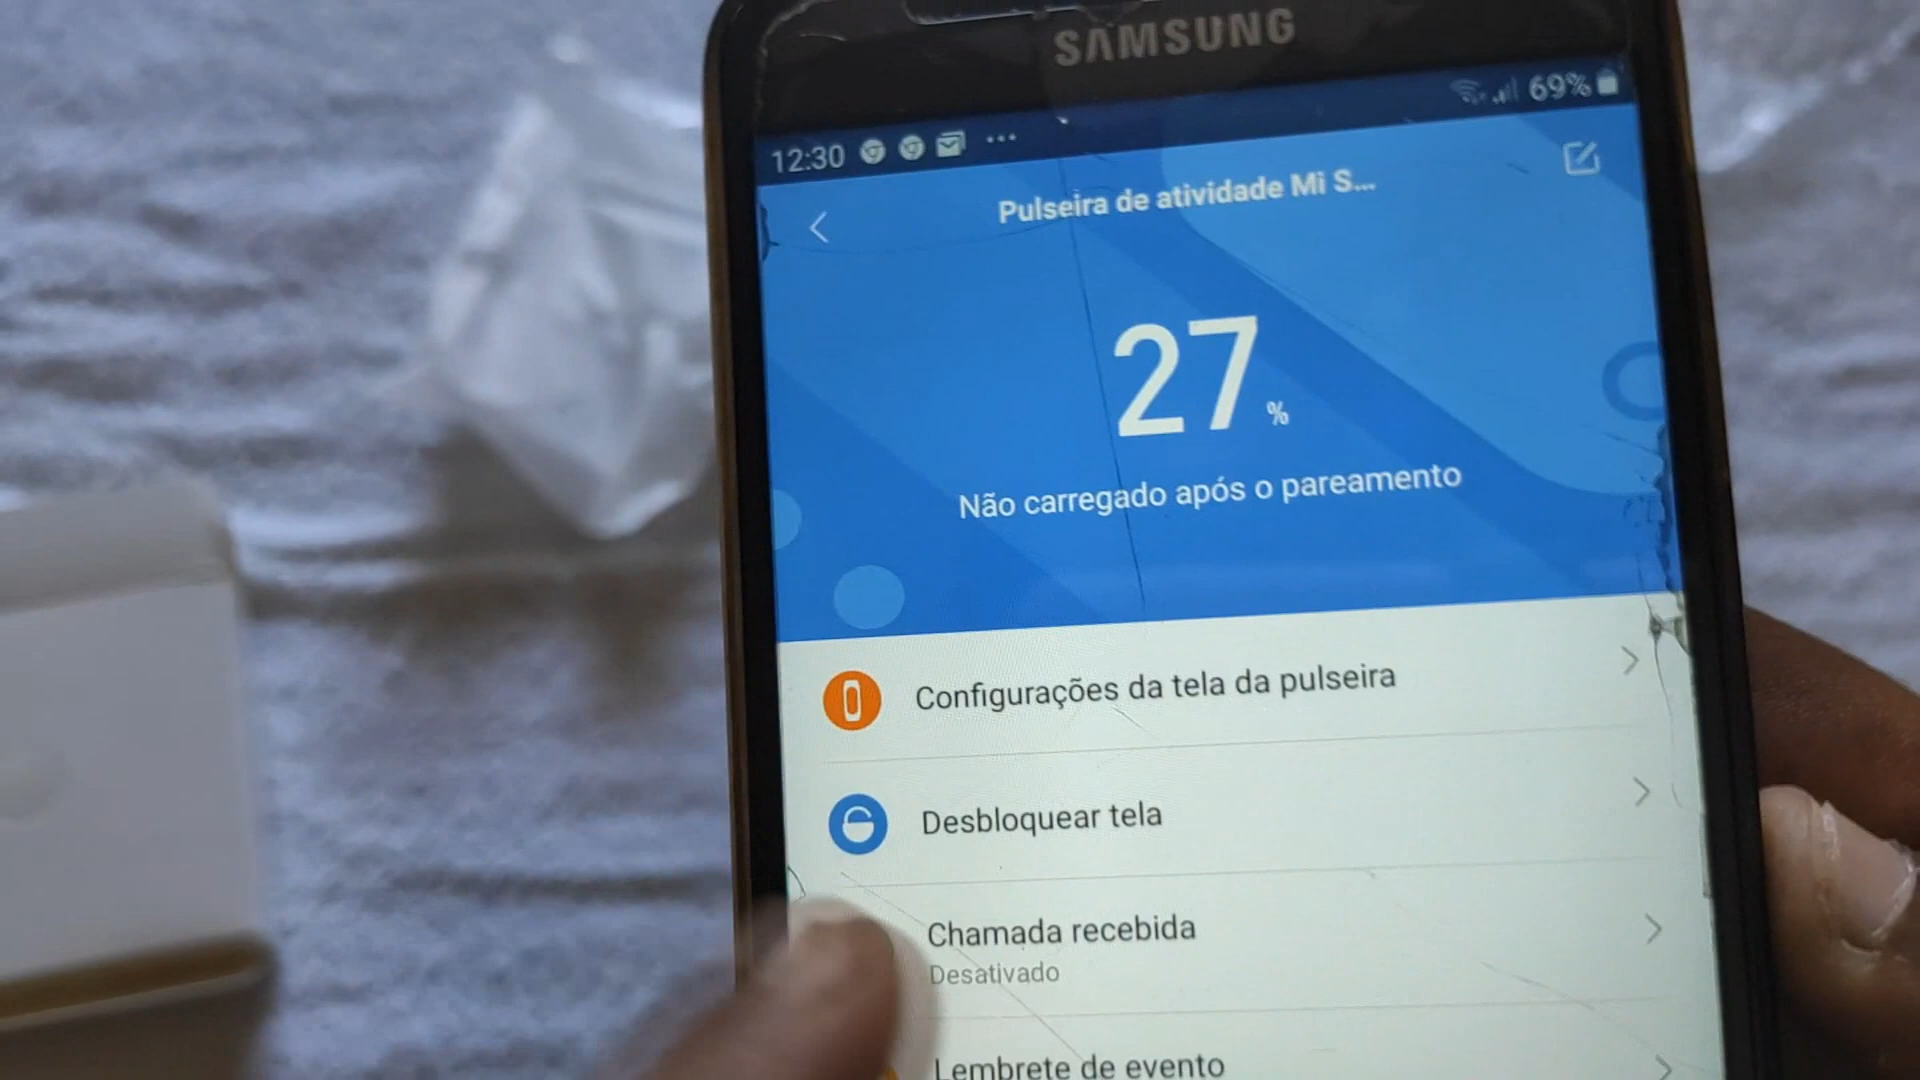 SAMSUNG
12:30 69%
Pulseira de atividade Mi S...
27 %
Não carregado após o pareamento
Configurações da tela da pulseira
Desbloquear tela
Chamada recebida
Desativado
Lembrete de evento